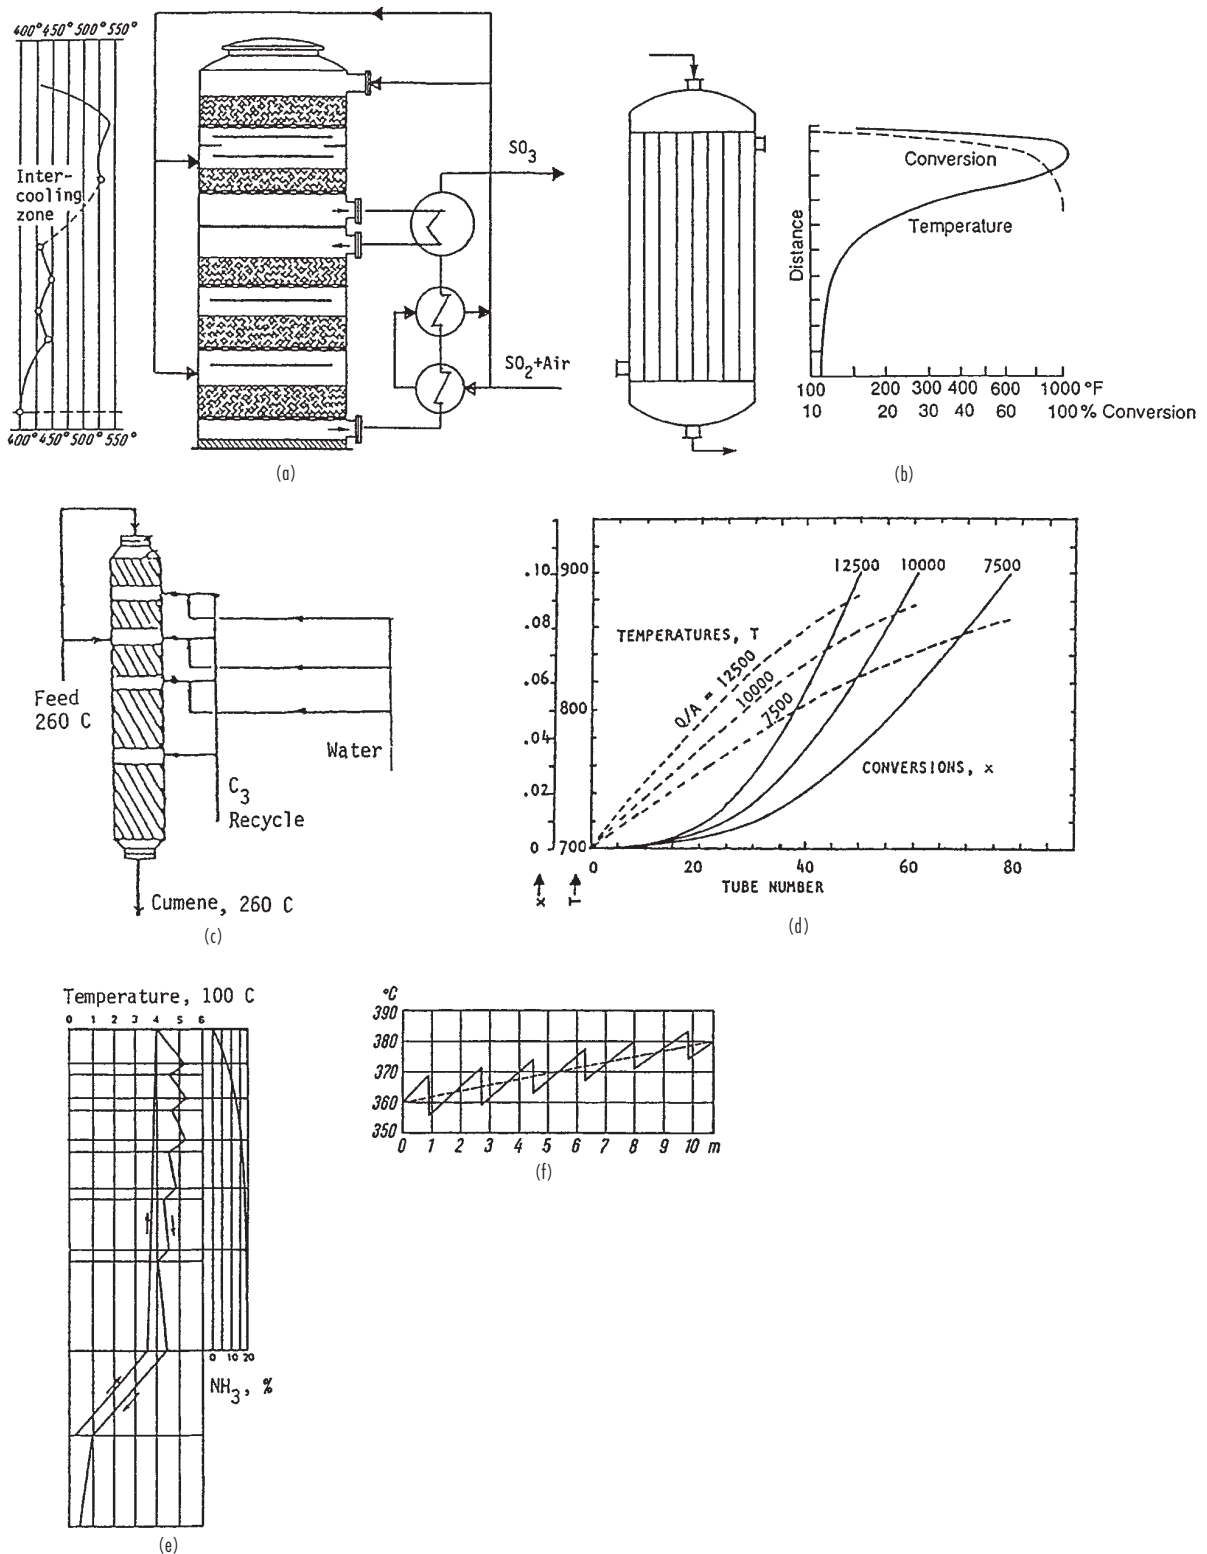 400° 450° 500° 550°
Inter-
cooling
zone
400° 450° 500° 550°
SO3
SO2+Air
(a)
Conversion
Temperature
Distance
100 200 300 400 600 1000 °F
10 20 30 40 60 100 % Conversion
(b)
Feed
260 C
Water
C3
Recycle
Cumene, 260 C
(c)
.10 900
.08
.06
800
.04
.02
0 700
12500 10000 7500
TEMPERATURES, T
Q/A = 12500
10000
7500
CONVERSIONS, x
0 20 40 60 80
TUBE NUMBER
x
T
(d)
Temperature, 100 C
0 1 2 3 4 5 6
0 10 20
NH3, %
(e)
°C
390
380
370
360
350
0 1 2 3 4 5 6 7 8 9 10 m
(f)